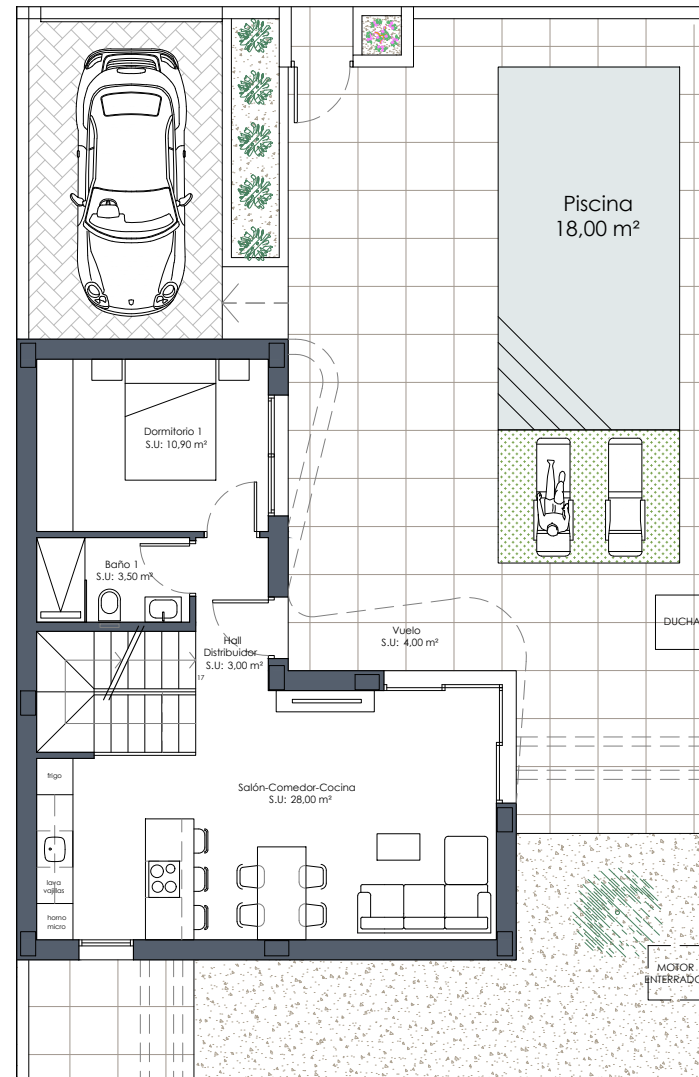 Piscina
18,00 m²
Dormitorio 1
S.U: 10,90 m²
Baño 1
S.U: 3,50 m²
DUCHA
Vuelo
S.U: 4,00 m²
Hall
Distribuidor
S.U: 3,00 m²
17
frigo
Salón-Comedor-Cocina
S.U: 28,00 m²
lava
vajillas
horno
micro
MOTOR
ENTERRADO